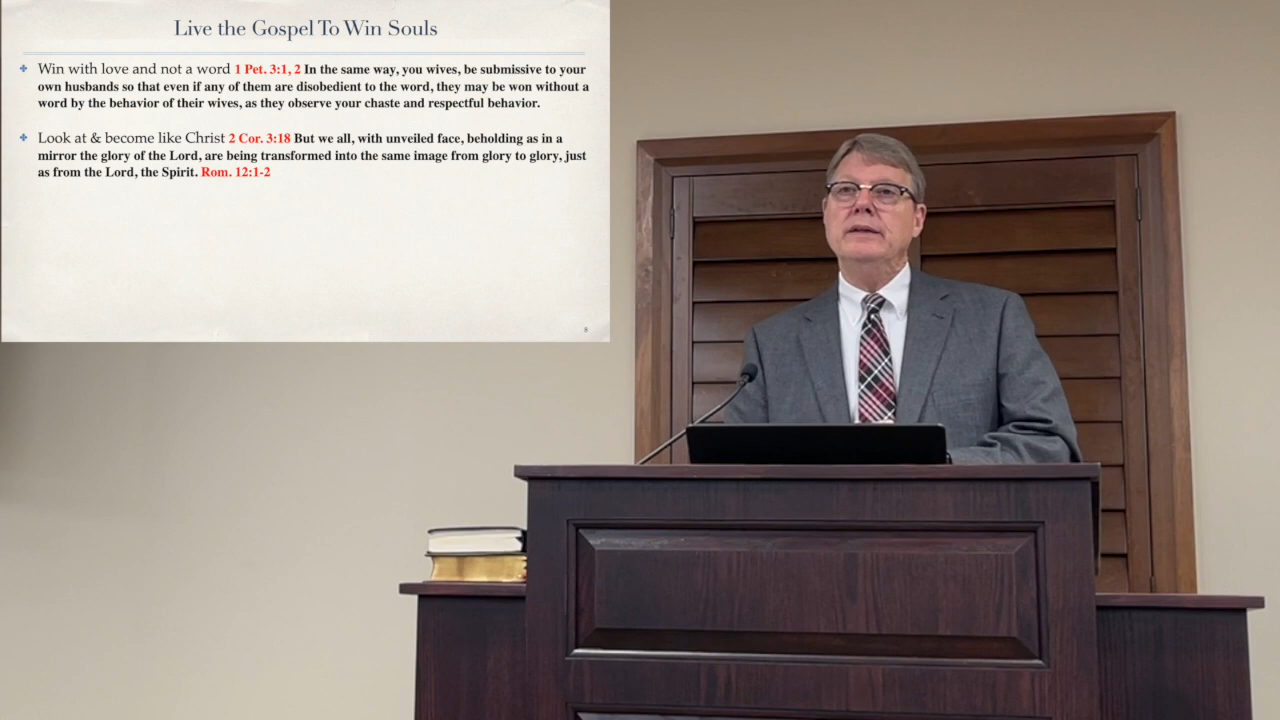 Live the Gospel To Win Souls
Win with love and not a word 1 Pet. 3:1, 2 In the same way, you wives, be submissive to your
own husbands so that even if any of them are disobedient to the word, they may be won without a
word by the behavior of their wives, as they observe your chaste and respectful behavior.
Look at & become like Christ 2 Cor. 3:18 But we all, with unveiled face, beholding as in a
mirror the glory of the Lord, are being transformed into the same image from glory to glory, just
as from the Lord, the Spirit. Rom. 12:1-2
8